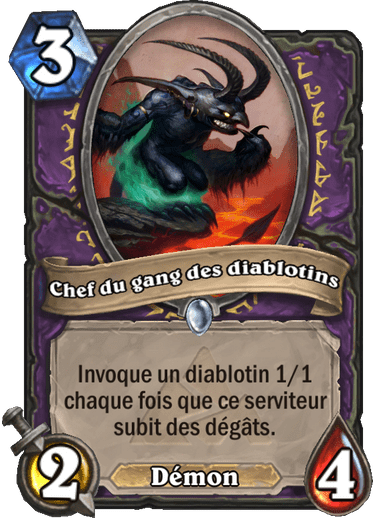 3
Chef du gang des diablotins
Invoque un diablotin 1/1
chaque fois que ce serviteur
subit des dégâts.
2
Démon
4